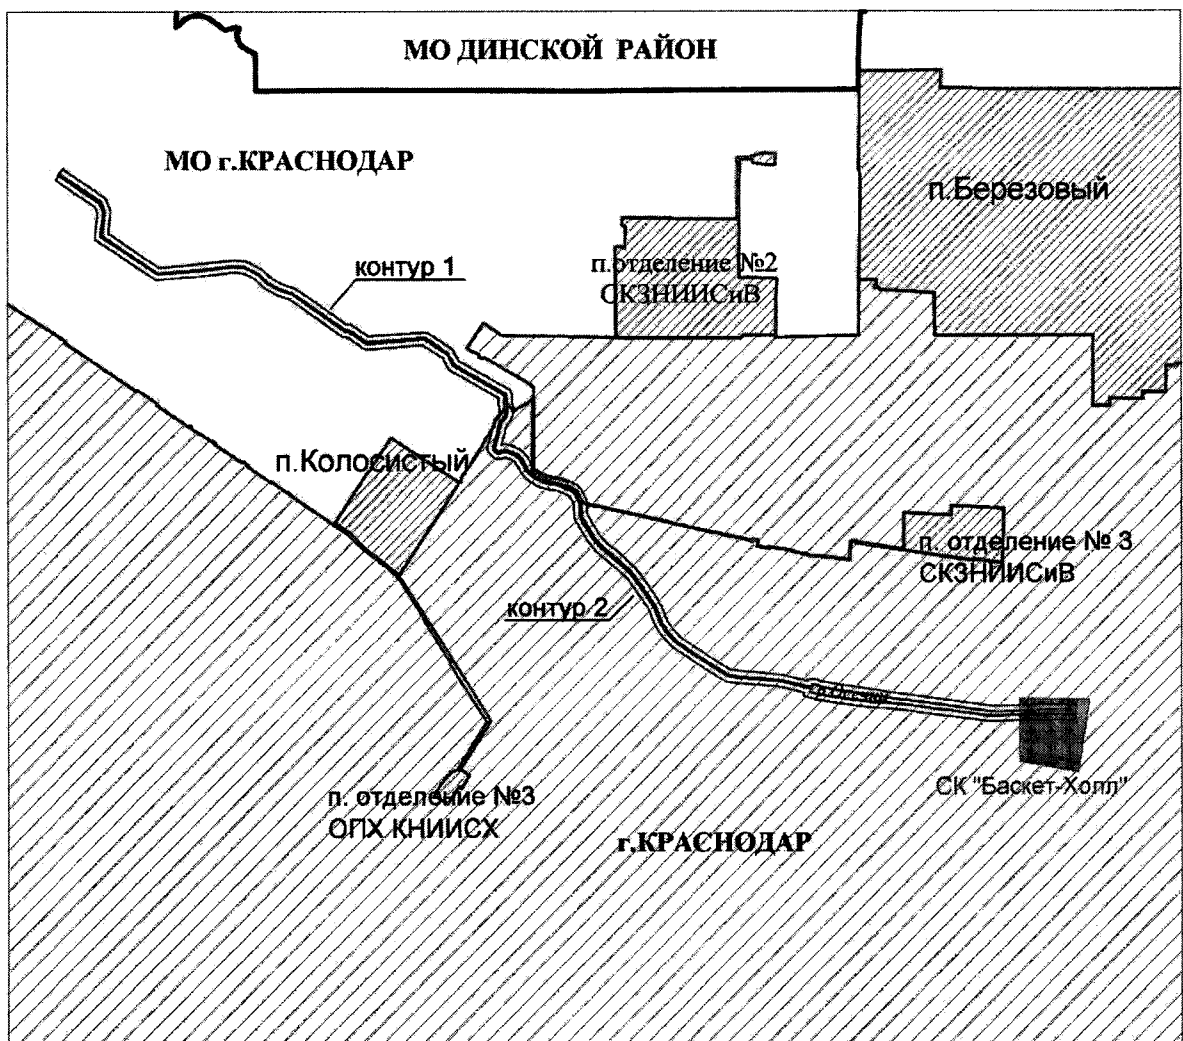 МО ДИНСКОЙ РАЙОН
МО г.КРАСНОДАР
п.Березовый
контур 1
п.отделение №2
СКЗНИИСиВ
п.Колосистый
п. отделение № 3
СКЗНИИСиВ
контур 2
СК "Баскет-Холл"
п. отделение №3
ОПХ КНИИСХ
г.КРАСНОДАР